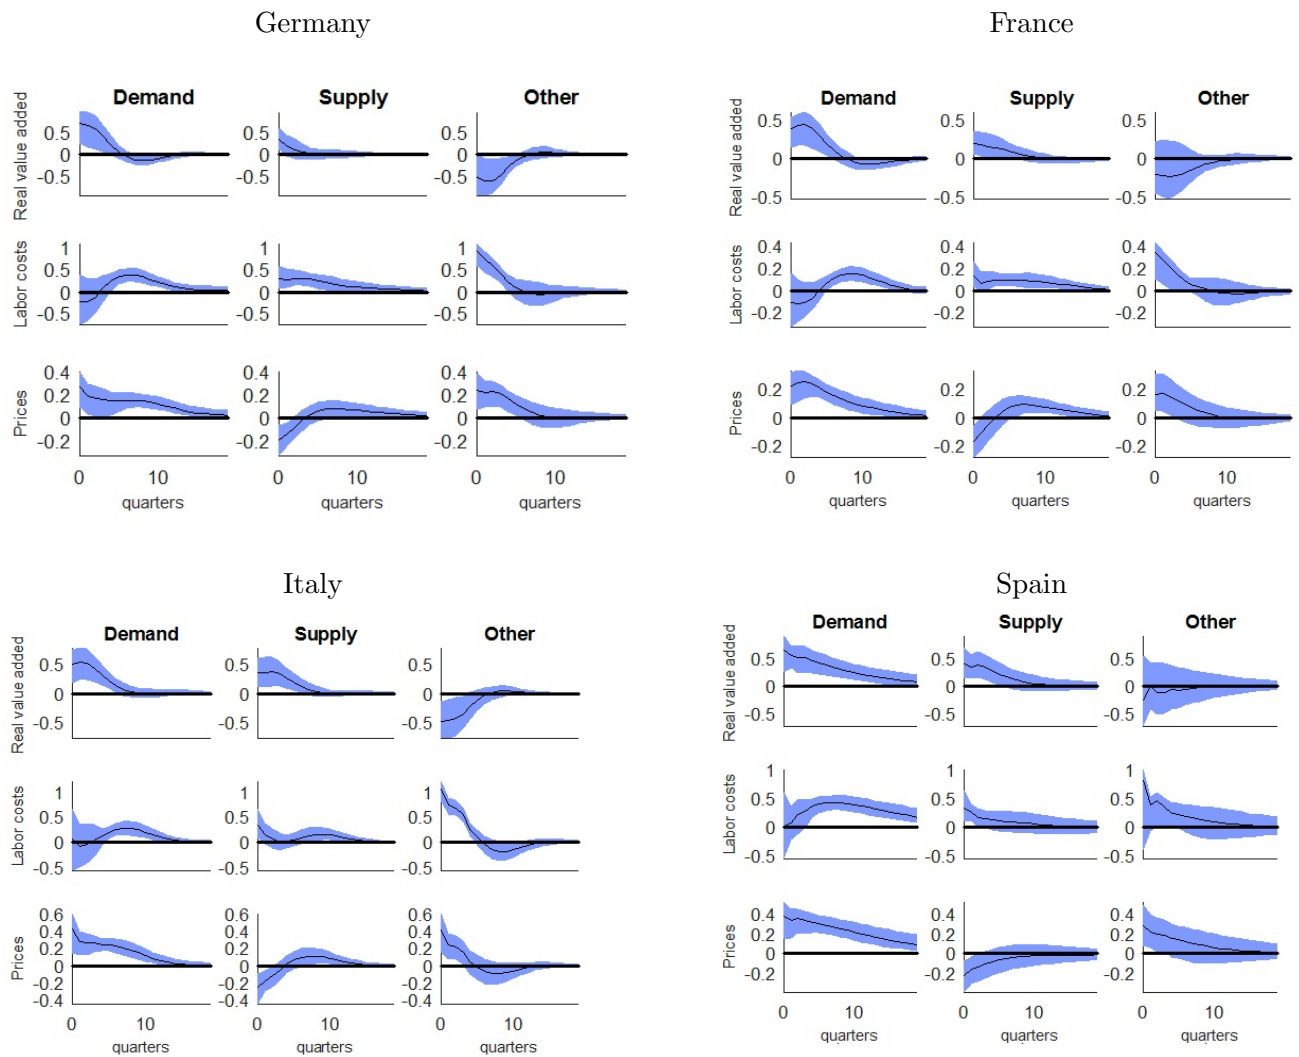 Germany
Demand Supply Other
Real value added
0.5 0 -0.5
0.5 0 -0.5
0.5 0 -0.5
Labor costs
1 0.5 0 -0.5
1 0.5 0 -0.5
1 0.5 0 -0.5
Prices
0.4 0.2 0 -0.2
0.4 0.2 0 -0.2
0.4 0.2 0 -0.2
0 10 0 10 0 10
quarters quarters quarters
France
Demand Supply Other
Real value added
0.5 0 -0.5
0.5 0 -0.5
0.5 0 -0.5
Labor costs
0.4 0.2 0 -0.2
0.4 0.2 0 -0.2
0.4 0.2 0 -0.2
Prices
0.2 0 -0.2
0.2 0 -0.2
0.2 0 -0.2
0 10 0 10 0 10
quarters quarters quarters
Italy
Demand Supply Other
Real value added
0.5 0 -0.5
0.5 0 -0.5
0.5 0 -0.5
Labor costs
1 0.5 0 -0.5
1 0.5 0 -0.5
1 0.5 0 -0.5
Prices
0.6 0.4 0.2 0 -0.2 -0.4
0.6 0.4 0.2 0 -0.2 -0.4
0.6 0.4 0.2 0 -0.2 -0.4
0 10 0 10 0 10
quarters quarters quarters
Spain
Demand Supply Other
Real value added
0.5 0 -0.5
0.5 0 -0.5
0.5 0 -0.5
Labor costs
1 0.5 0 -0.5
1 0.5 0 -0.5
1 0.5 0 -0.5
Prices
0.4 0.2 0 -0.2
0.4 0.2 0 -0.2
0.4 0.2 0 -0.2
0 10 0 10 0 10
quarters quarters quarters